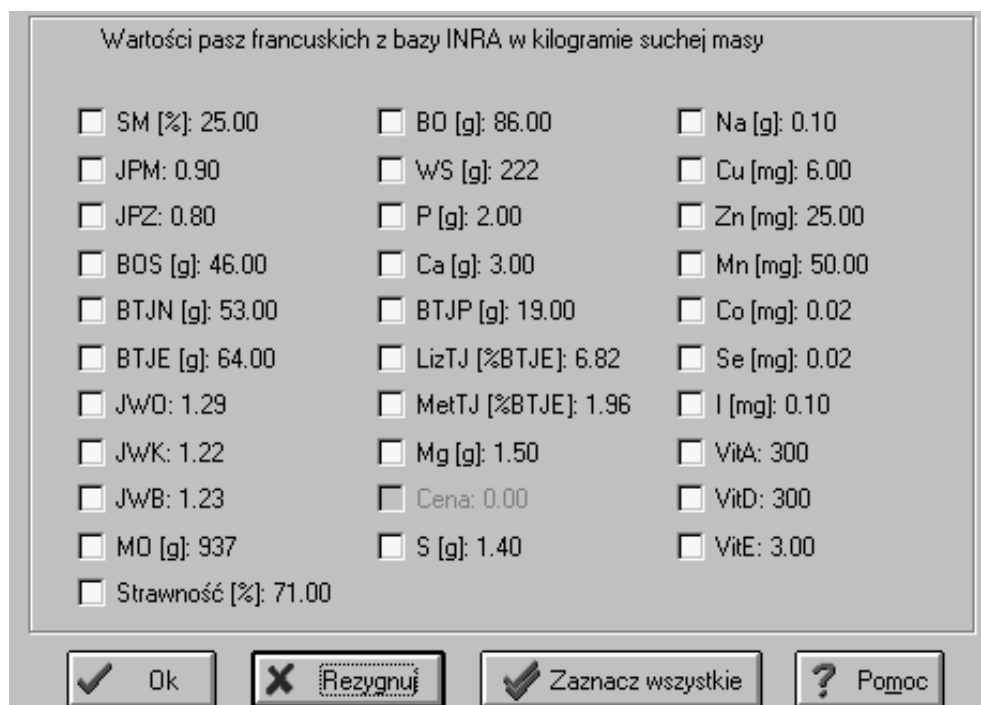 Wartości pasz francuskich z bazy INRA w kilogramie suchej masy
SM [%]: 25.00
JPM: 0.90
JPZ: 0.80
BOS [g]: 46.00
BTJN [g]: 53.00
BTJE [g]: 64.00
JWO: 1.29
JWK: 1.22
JWB: 1.23
MO [g]: 937
Strawność [%]: 71.00
BO [g]: 86.00
WS [g]: 222
P [g]: 2.00
Ca [g]: 3.00
BTJP [g]: 19.00
LizTJ [%BTJE]: 6.82
MetTJ [%BTJE]: 1.96
Mg [g]: 1.50
Cena: 0.00
S [g]: 1.40
Na [g]: 0.10
Cu [mg]: 6.00
Zn [mg]: 25.00
Mn [mg]: 50.00
Co [mg]: 0.02
Se [mg]: 0.02
I [mg]: 0.10
VitA: 300
VitD: 300
VitE: 3.00
Ok
Rezygnuj
Zaznacz wszystkie
Pomoc